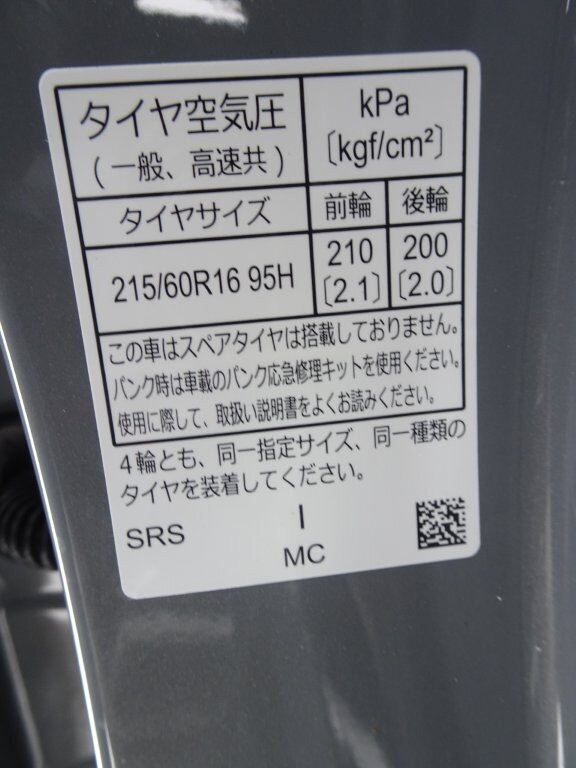 タイヤ空気圧
(一般、高速共)
kPa
〔kgf/cm²〕
タイヤサイズ
前輪
後輪
215/60R16 95H
210
〔2.1〕
200
〔2.0〕
この車はスペアタイヤは搭載しておりません。
パンク時は車載のパンク応急修理キットを使用ください。
使用に際して、取扱い説明書をよくお読みください。
4輪とも、同一指定サイズ、同一種類の
タイヤを装着してください。
SRS
I
MC